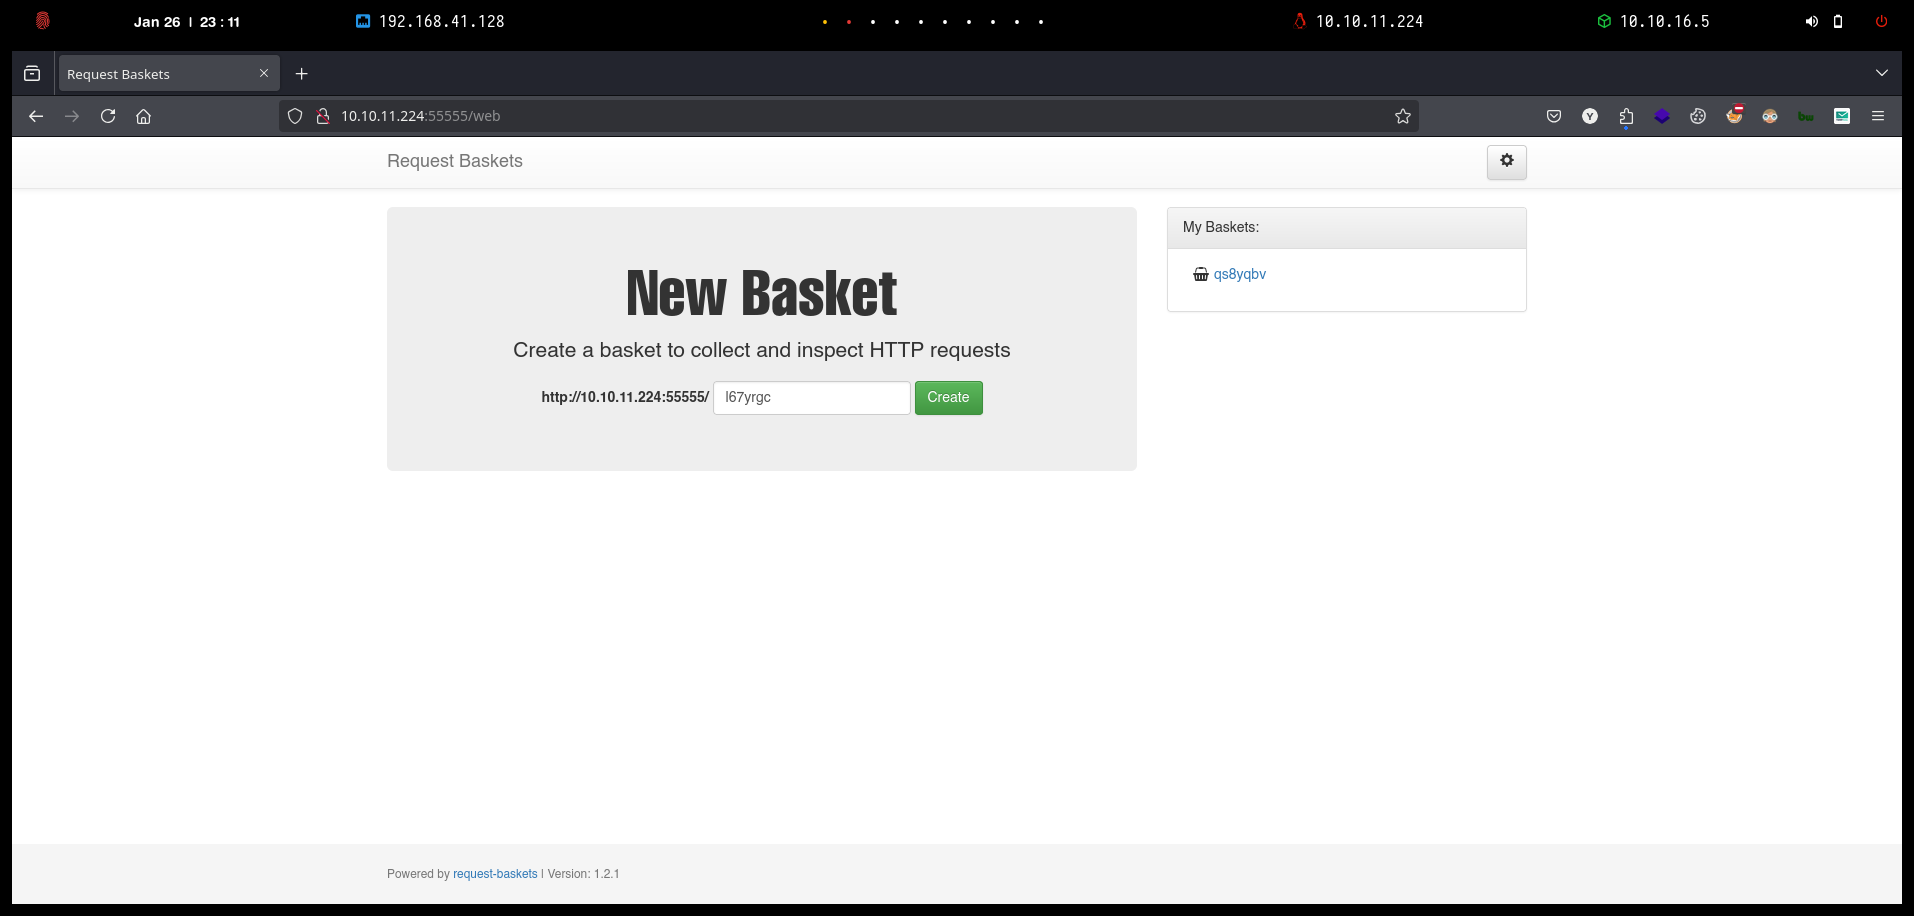 Jan 26 | 23 : 11 192.168.41.128 10.10.11.224 10.10.16.5
Request Baskets
10.10.11.224:55555/web
Request Baskets
New Basket
Create a basket to collect and inspect HTTP requests
http://10.10.11.224:55555/ l67yrgc Create
My Baskets:
qs8yqbv
Powered by request-baskets | Version: 1.2.1